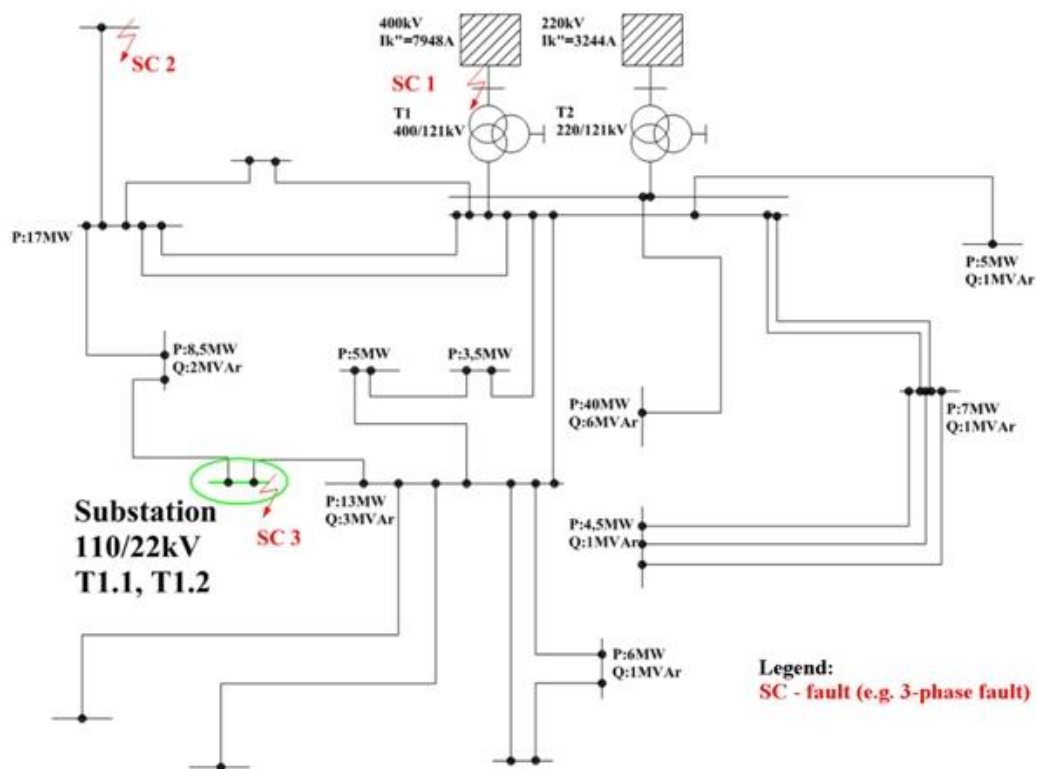 400kV
Ik"=7948A
220kV
Ik"=3244A
SC 2
SC 1
T1
400/121kV
T2
220/121kV
P:17MW
P:5MW
Q:1MVAr
P:8,5MW
Q:2MVAr
P:5MW
P:3,5MW
P:40MW
Q:6MVAr
P:7MW
Q:1MVAr
Substation
110/22kV
T1.1, T1.2
SC 3
P:13MW
Q:3MVAr
P:4,5MW
Q:1MVAr
P:6MW
Q:1MVAr
Legend:
SC - fault (e.g. 3-phase fault)